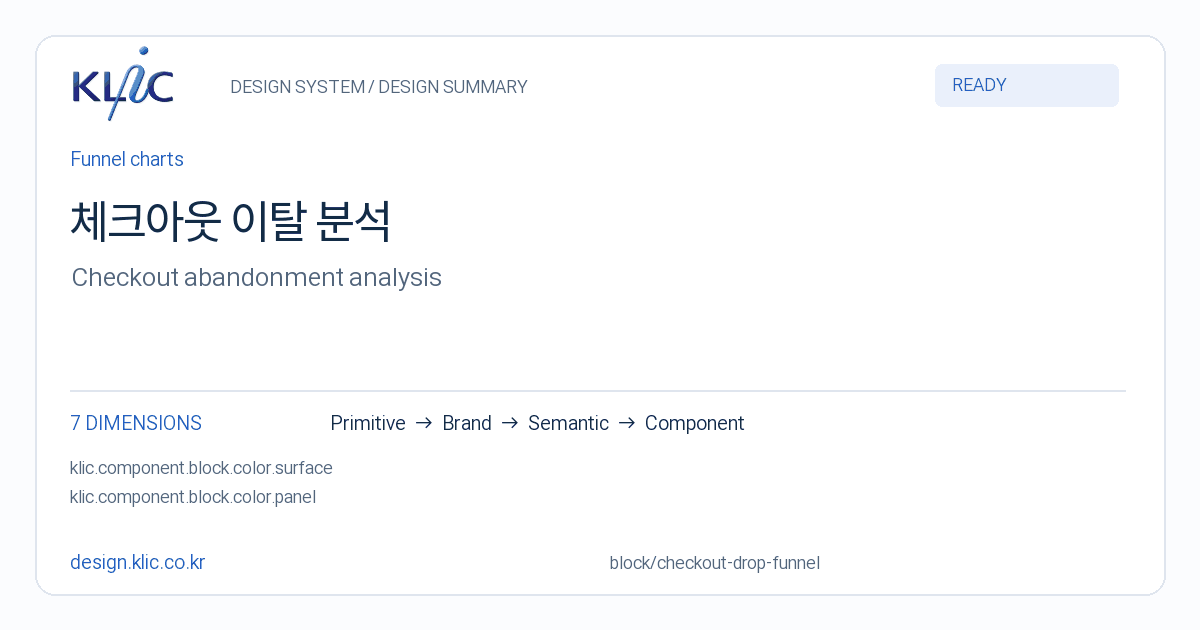 KLiC
DESIGN SYSTEM / DESIGN SUMMARY
READY
Funnel charts
체크아웃 이탈 분석
Checkout abandonment analysis
7 DIMENSIONS
Primitive → Brand → Semantic → Component
klic.component.block.color.surface
klic.component.block.color.panel
design.klic.co.kr
block/checkout-drop-funnel